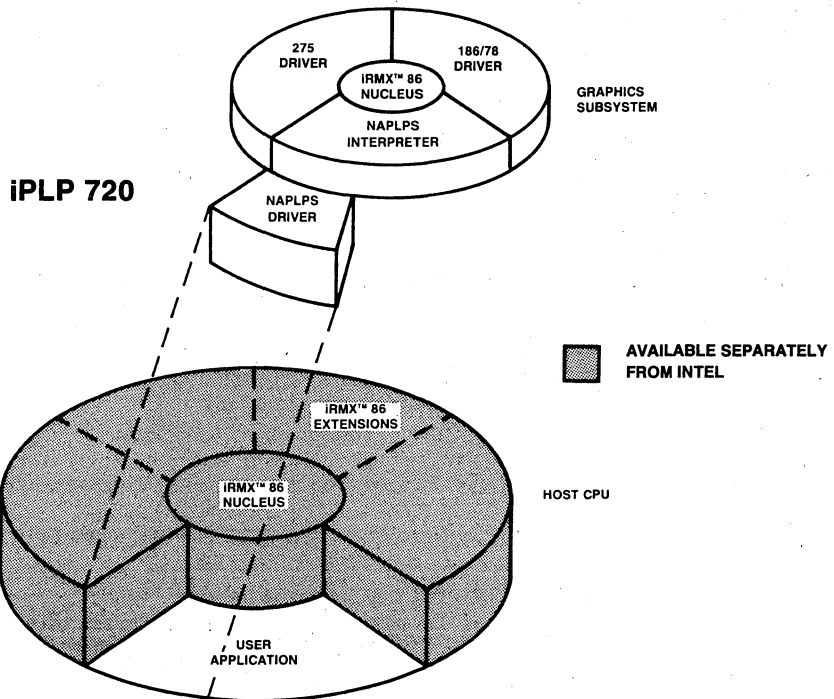 275
DRIVER
186/78
DRIVER
iRMX™ 86
NUCLEUS
NAPLPS
INTERPRETER
GRAPHICS
SUBSYSTEM
iPLP 720
NAPLPS
DRIVER
AVAILABLE SEPARATELY
FROM INTEL
iRMX™ 86
EXTENSIONS
iRMX™ 86
NUCLEUS
HOST CPU
USER
APPLICATION